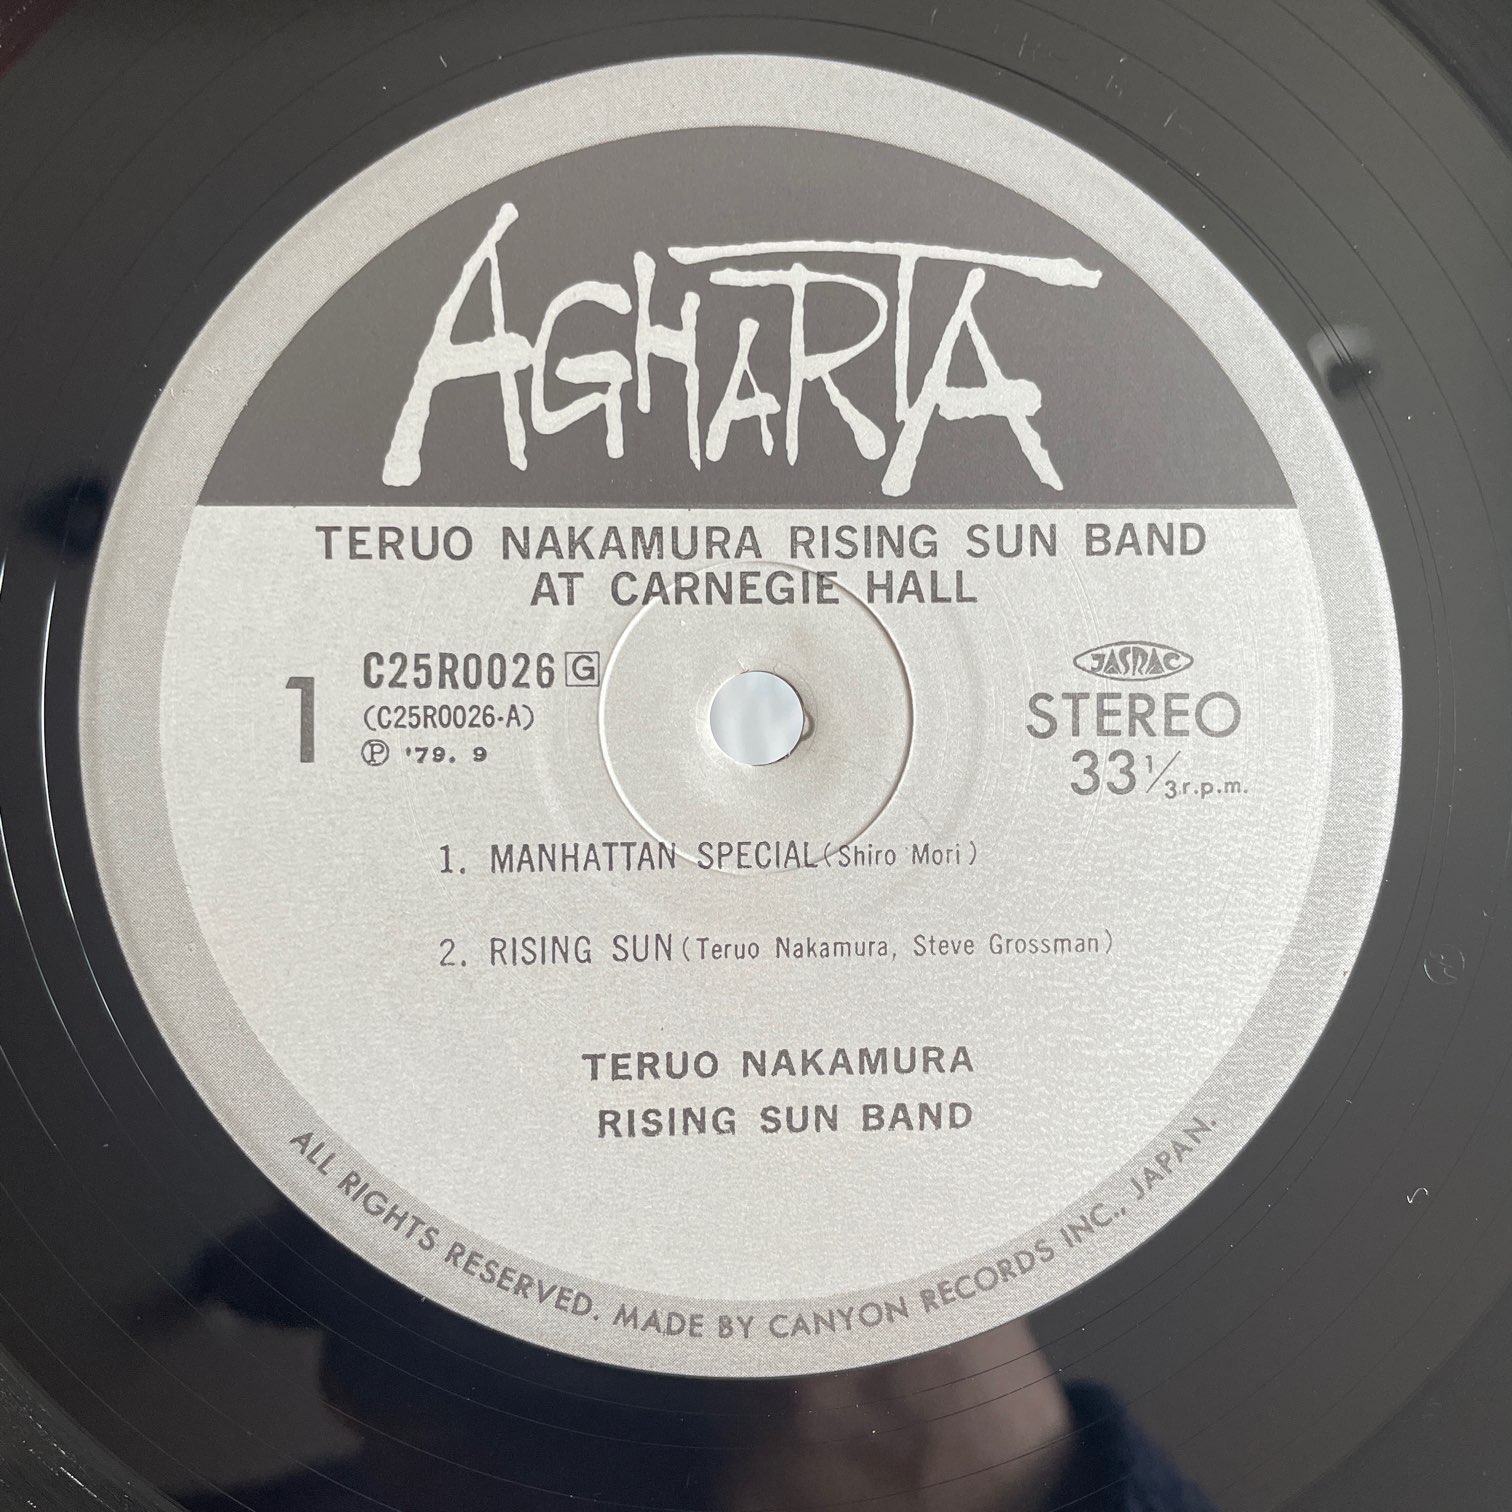 AGHARTA
TERUO NAKAMURA RISING SUN BAND
AT CARNEGIE HALL
1
C25R0026 G
(C25R0026-A)
Ⓟ '79. 9
JASRAC
STEREO
33 1/3 r.p.m.
1. MANHATTAN SPECIAL (Shiro Mori)
2. RISING SUN (Teruo Nakamura, Steve Grossman)
TERUO NAKAMURA
RISING SUN BAND
ALL RIGHTS RESERVED. MADE BY CANYON RECORDS INC., JAPAN.